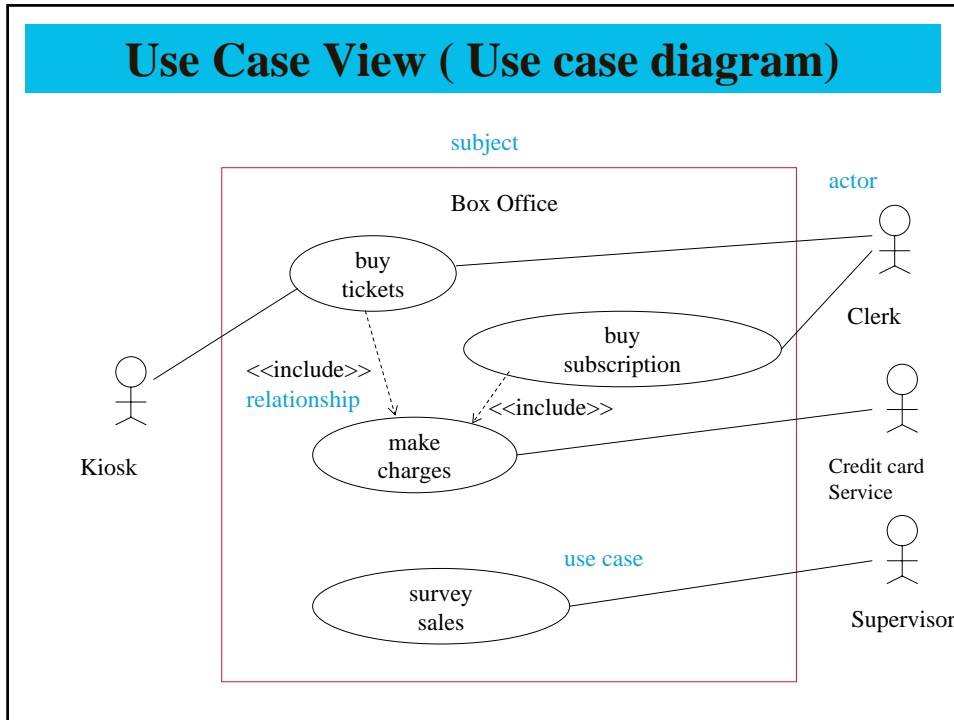 Use Case View ( Use case diagram)
subject
actor
Box Office
buy
tickets
Clerk
buy
subscription
<<include>>
relationship
<<include>>
make
charges
Kiosk
Credit card
Service
use case
survey
sales
Supervisor